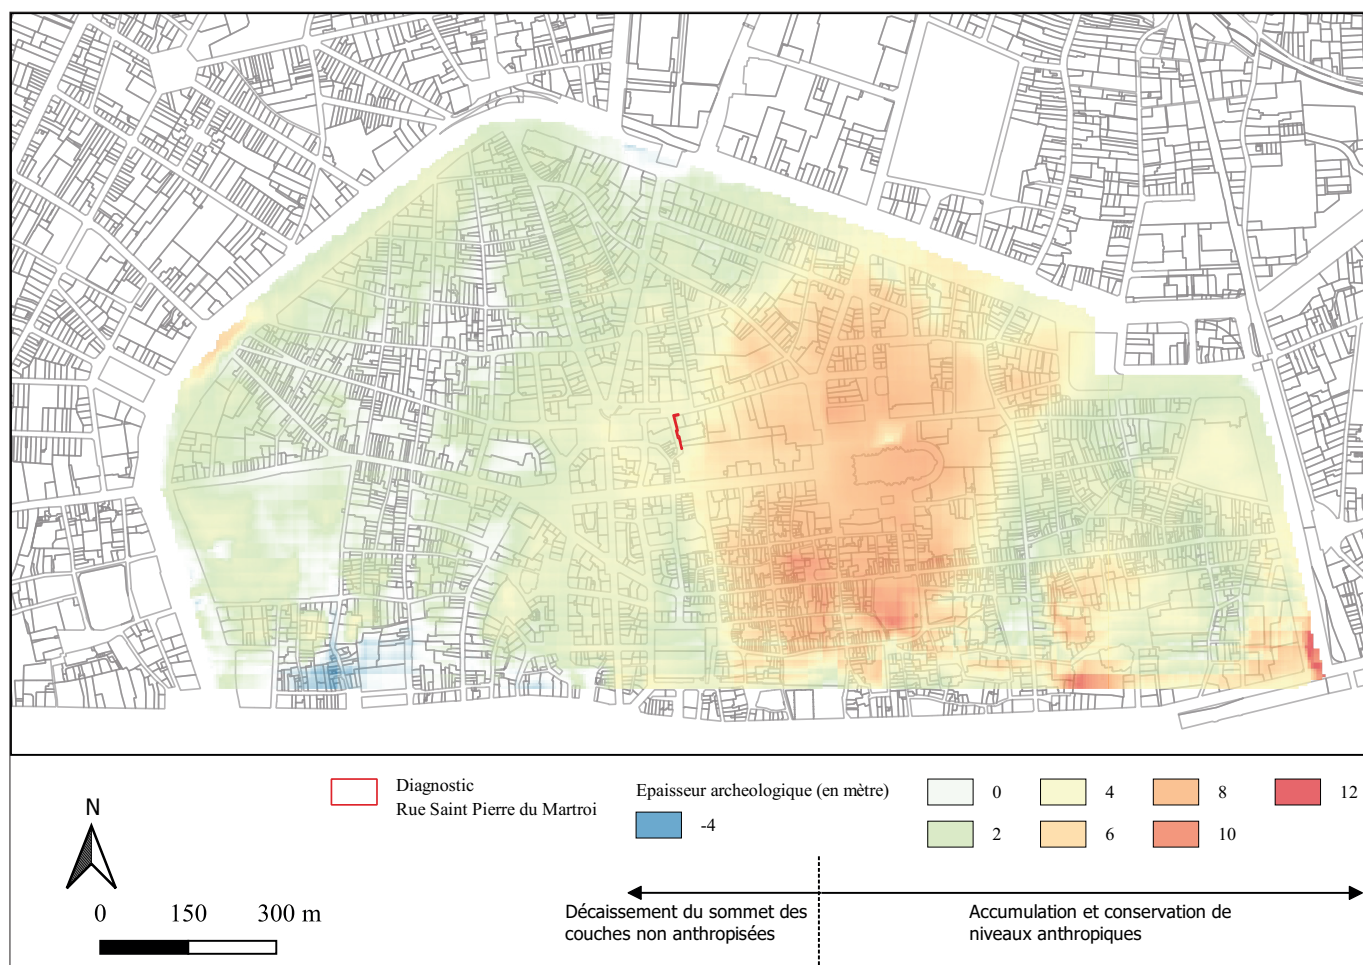 Diagnostic
Rue Saint Pierre du Martroi
Epaisseur archeologique (en mètre)
-4
0
2
4
6
8
10
12
N
0 150 300 m
Décaissement du sommet des
couches non anthropisées
Accumulation et conservation de
niveaux anthropiques